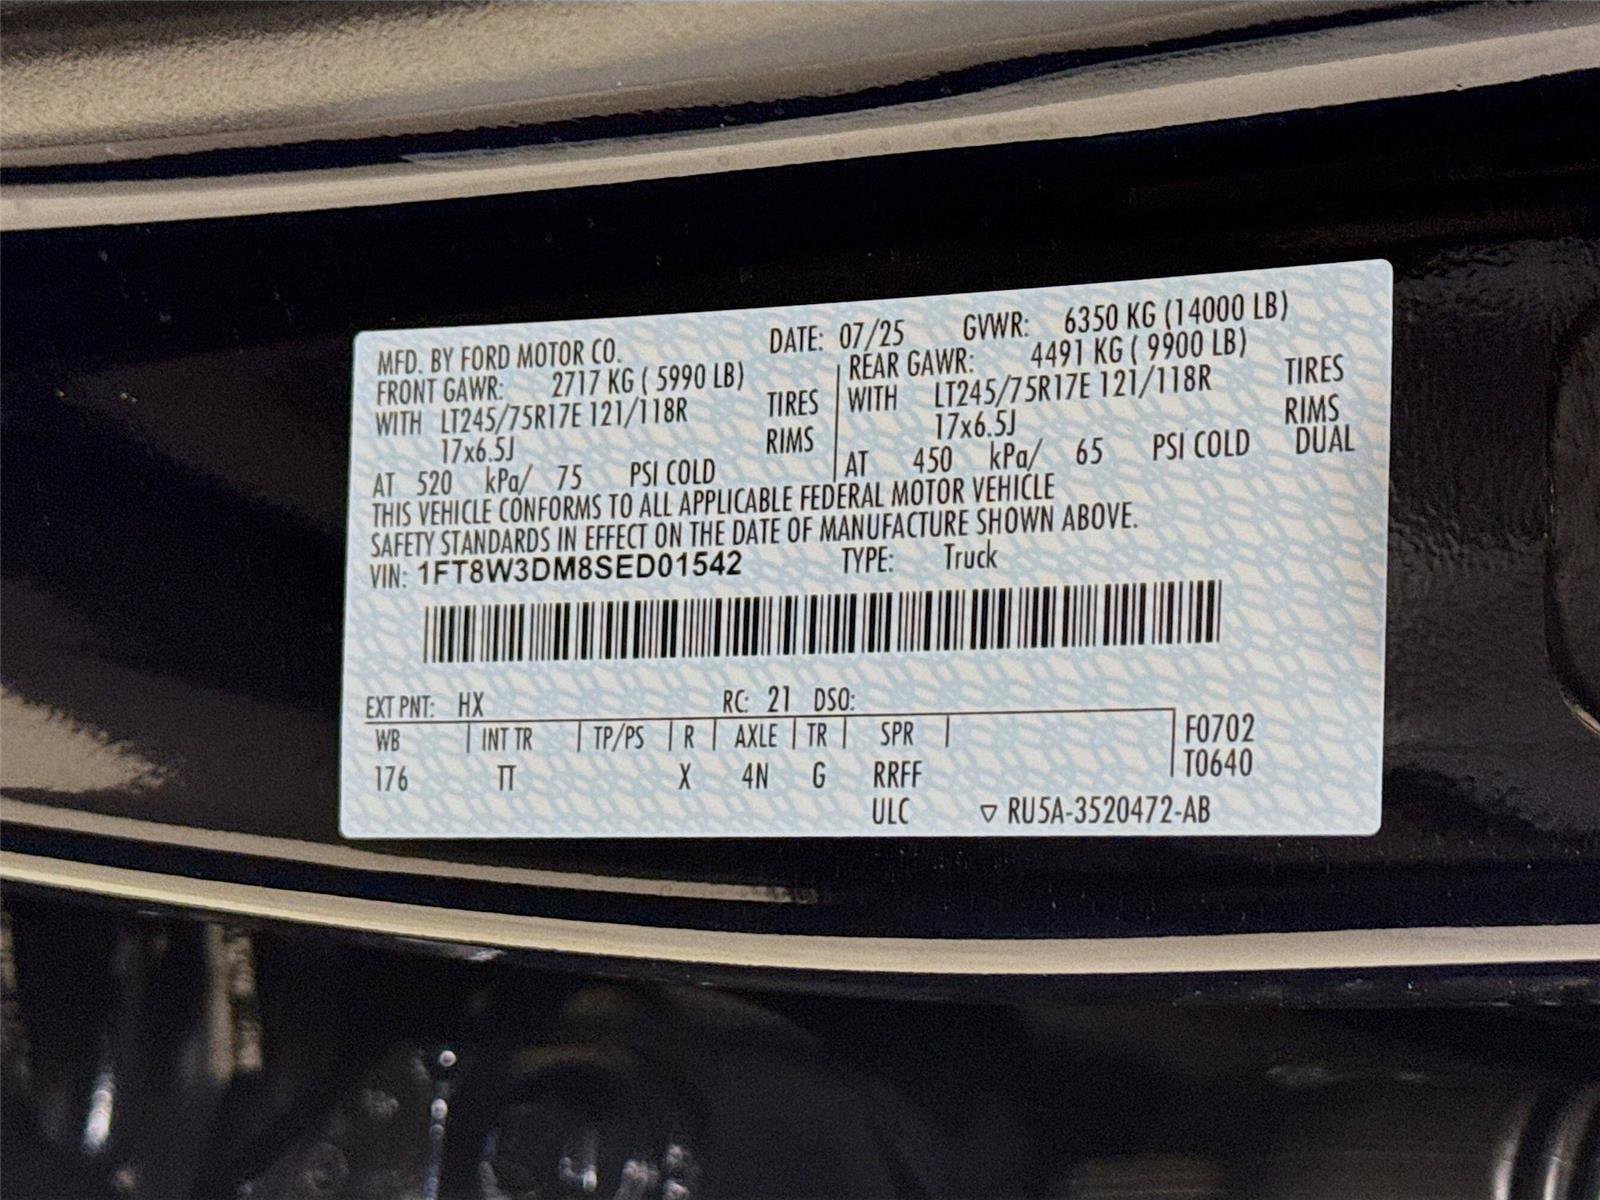 MFD. BY FORD MOTOR CO. DATE: 07/25 GVWR: 6350 KG (14000 LB)
FRONT GAWR: 2717 KG ( 5990 LB)
WITH LT245/75R17E 121/118R TIRES
17x6.5J RIMS
AT 520 kPa/ 75 PSI COLD
REAR GAWR: 4491 KG ( 9900 LB)
WITH LT245/75R17E 121/118R TIRES
17x6.5J RIMS
AT 450 kPa/ 65 PSI COLD DUAL
THIS VEHICLE CONFORMS TO ALL APPLICABLE FEDERAL MOTOR VEHICLE
SAFETY STANDARDS IN EFFECT ON THE DATE OF MANUFACTURE SHOWN ABOVE.
VIN: 1FT8W3DM8SED01542 TYPE: Truck
EXT PNT: HX RC: 21 DSO:
WB INT TR TP/PS R AXLE TR SPR F0702
176 TT X 4N G RRFF T0640
ULC ▽ RU5A-3520472-AB